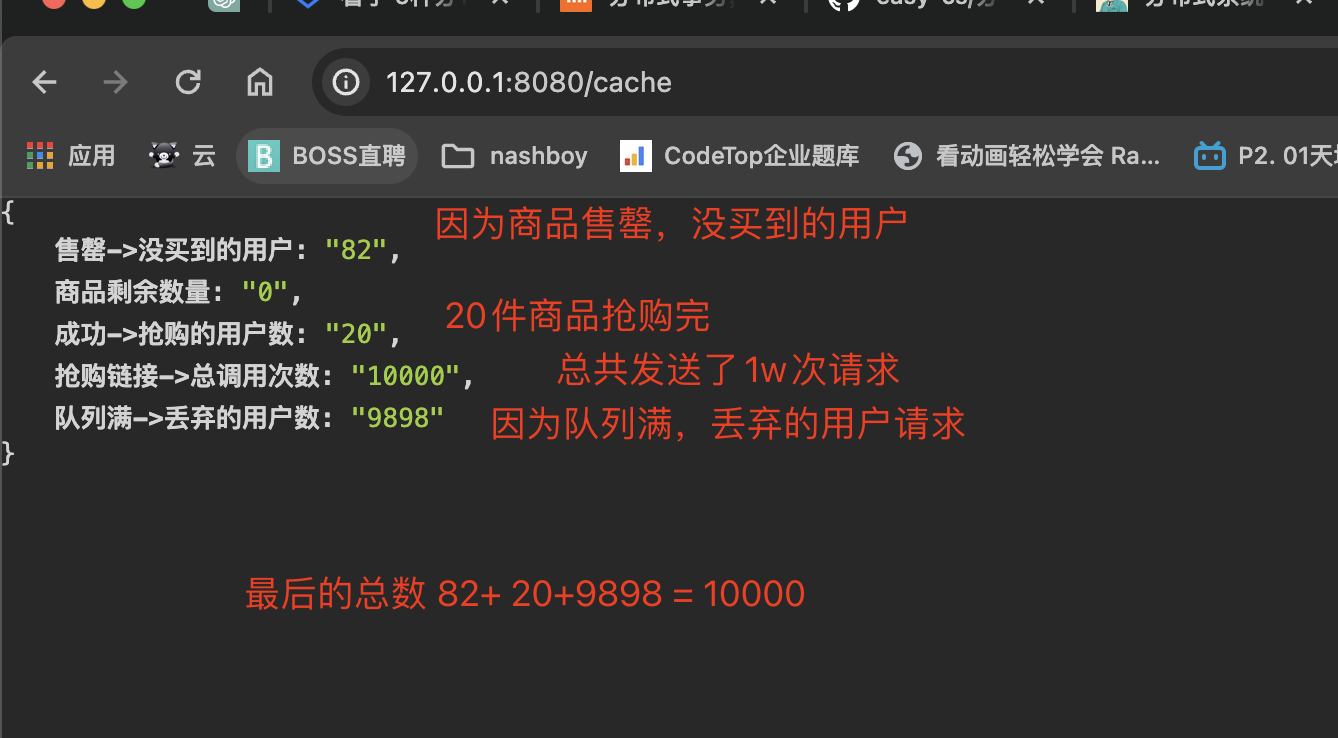 127.0.0.1:8080/cache
应用 云 BOSS直聘 nashboy CodeTop企业题库 看动画轻松学会 Ra... P2. 01天
{
售罄->没买到的用户: "82", 因为商品售罄，没买到的用户
商品剩余数量: "0",
20件商品抢购完
成功->抢购的用户数: "20",
抢购链接->总调用次数: "10000", 总共发送了1w次请求
队列满->丢弃的用户数: "9898" 因为队列满，丢弃的用户请求
}
最后的总数 82+ 20+9898 = 10000